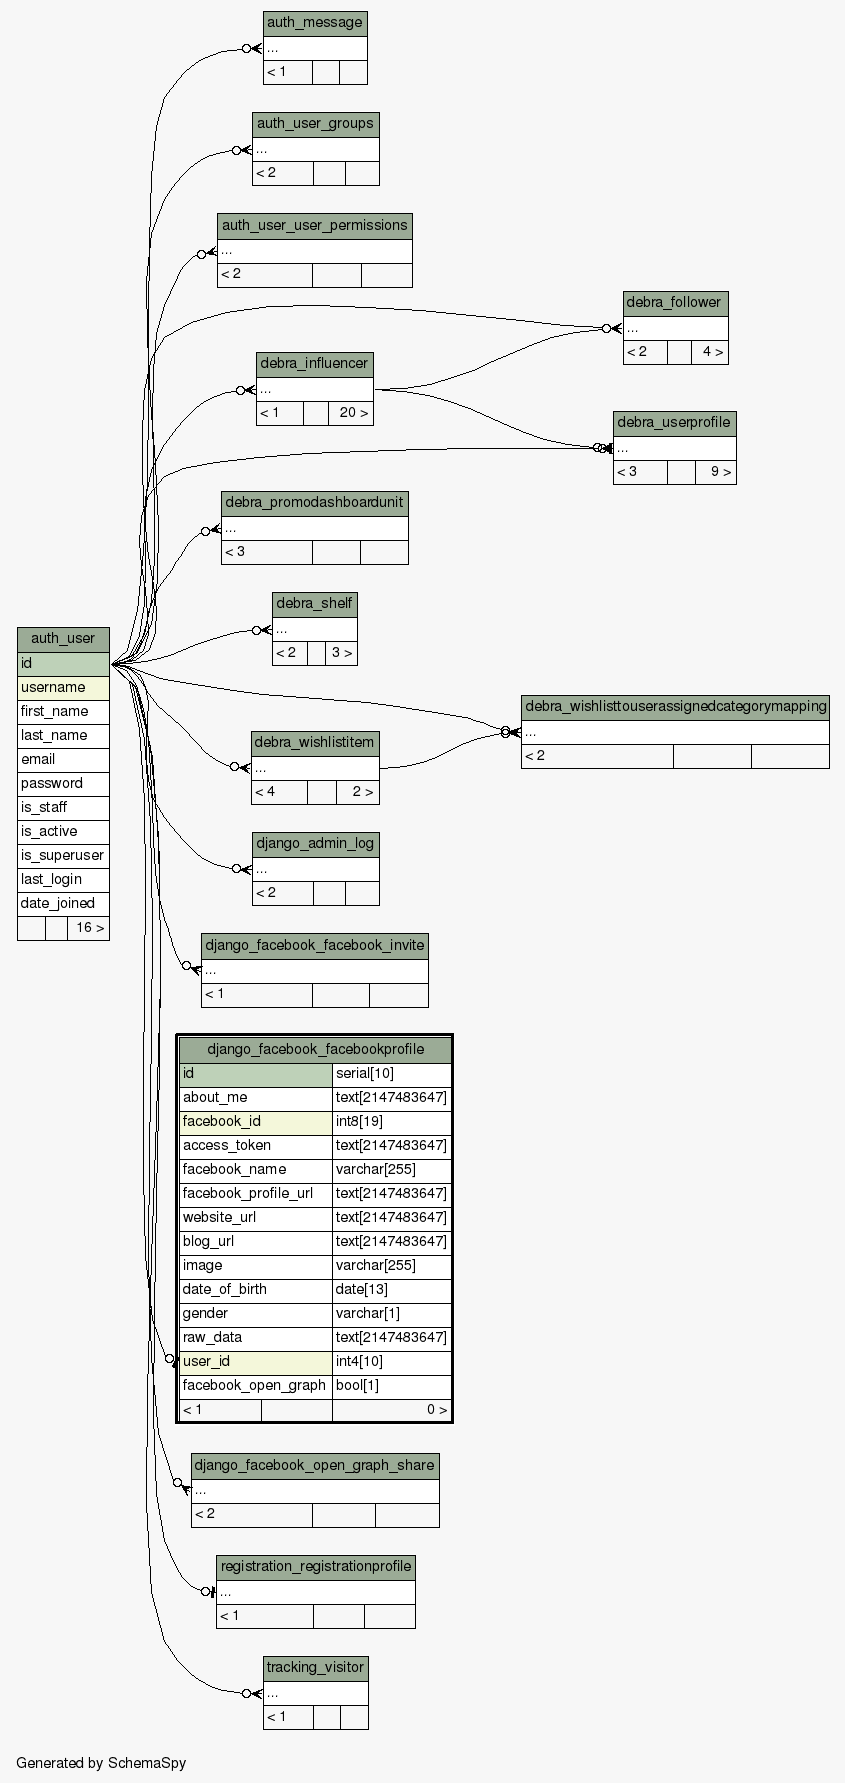 auth_message
...
< 1
auth_user_groups
...
< 2
auth_user_user_permissions
...
< 2
debra_follower
...
< 2 4 >
debra_influencer
...
< 1 20 >
debra_userprofile
...
< 3 9 >
debra_promodashboardunit
...
< 3
debra_shelf
...
< 2 3 >
auth_user
id
username
first_name
last_name
email
password
is_staff
is_active
is_superuser
last_login
date_joined
16 >
debra_wishlisttouserassignedcategorymapping
...
< 2
debra_wishlistitem
...
< 4 2 >
django_admin_log
...
< 2
django_facebook_facebook_invite
...
< 1
django_facebook_facebookprofile
id serial[10]
about_me text[2147483647]
facebook_id int8[19]
access_token text[2147483647]
facebook_name varchar[255]
facebook_profile_url text[2147483647]
website_url text[2147483647]
blog_url text[2147483647]
image varchar[255]
date_of_birth date[13]
gender varchar[1]
raw_data text[2147483647]
user_id int4[10]
facebook_open_graph bool[1]
< 1 0 >
django_facebook_open_graph_share
...
< 2
registration_registrationprofile
...
< 1
tracking_visitor
...
< 1
Generated by SchemaSpy